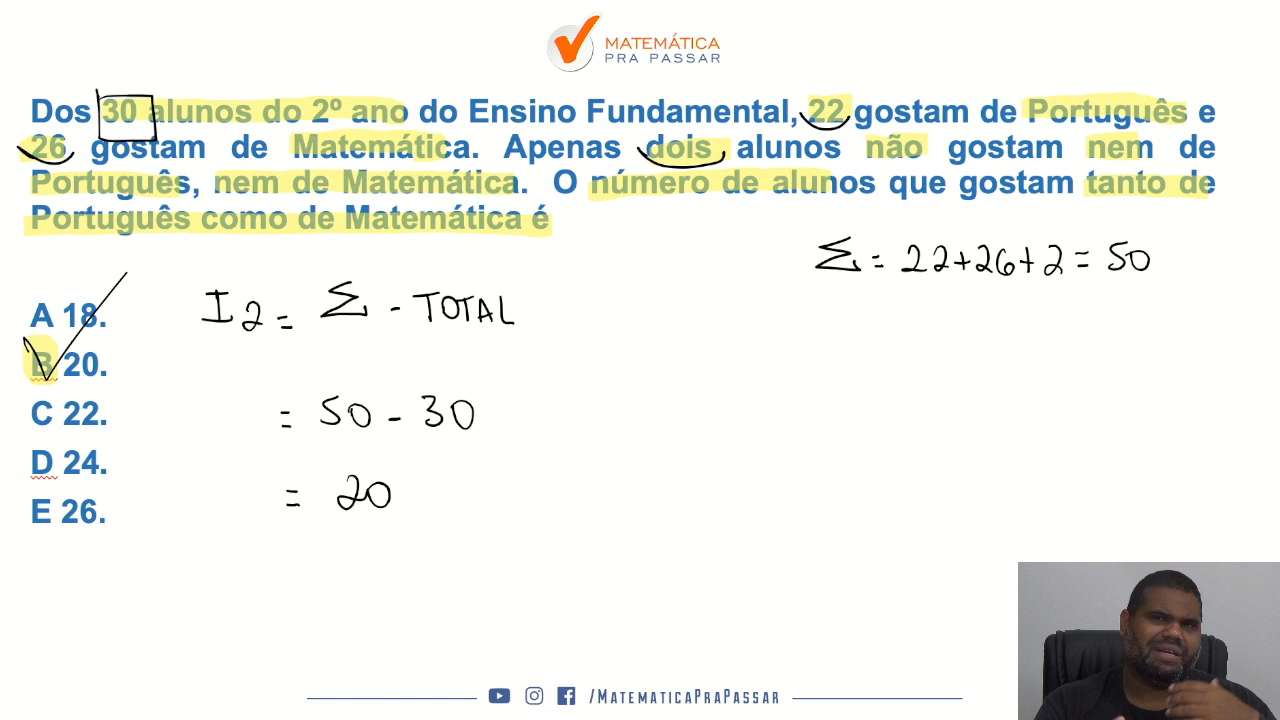 MATEMÁTICA
PRA PASSAR
Dos 30 alunos do 2º ano do Ensino Fundamental, 22 gostam de Português e
26 gostam de Matemática. Apenas dois alunos não gostam nem de
Português, nem de Matemática. O número de alunos que gostam tanto de
Português como de Matemática é
Σ = 22+26+2 = 50
A 18.
I2 = Σ - TOTAL
B 20.
C 22.
= 50 - 30
D 24.
= 20
E 26.
/MATEMATICAPRAPASSAR